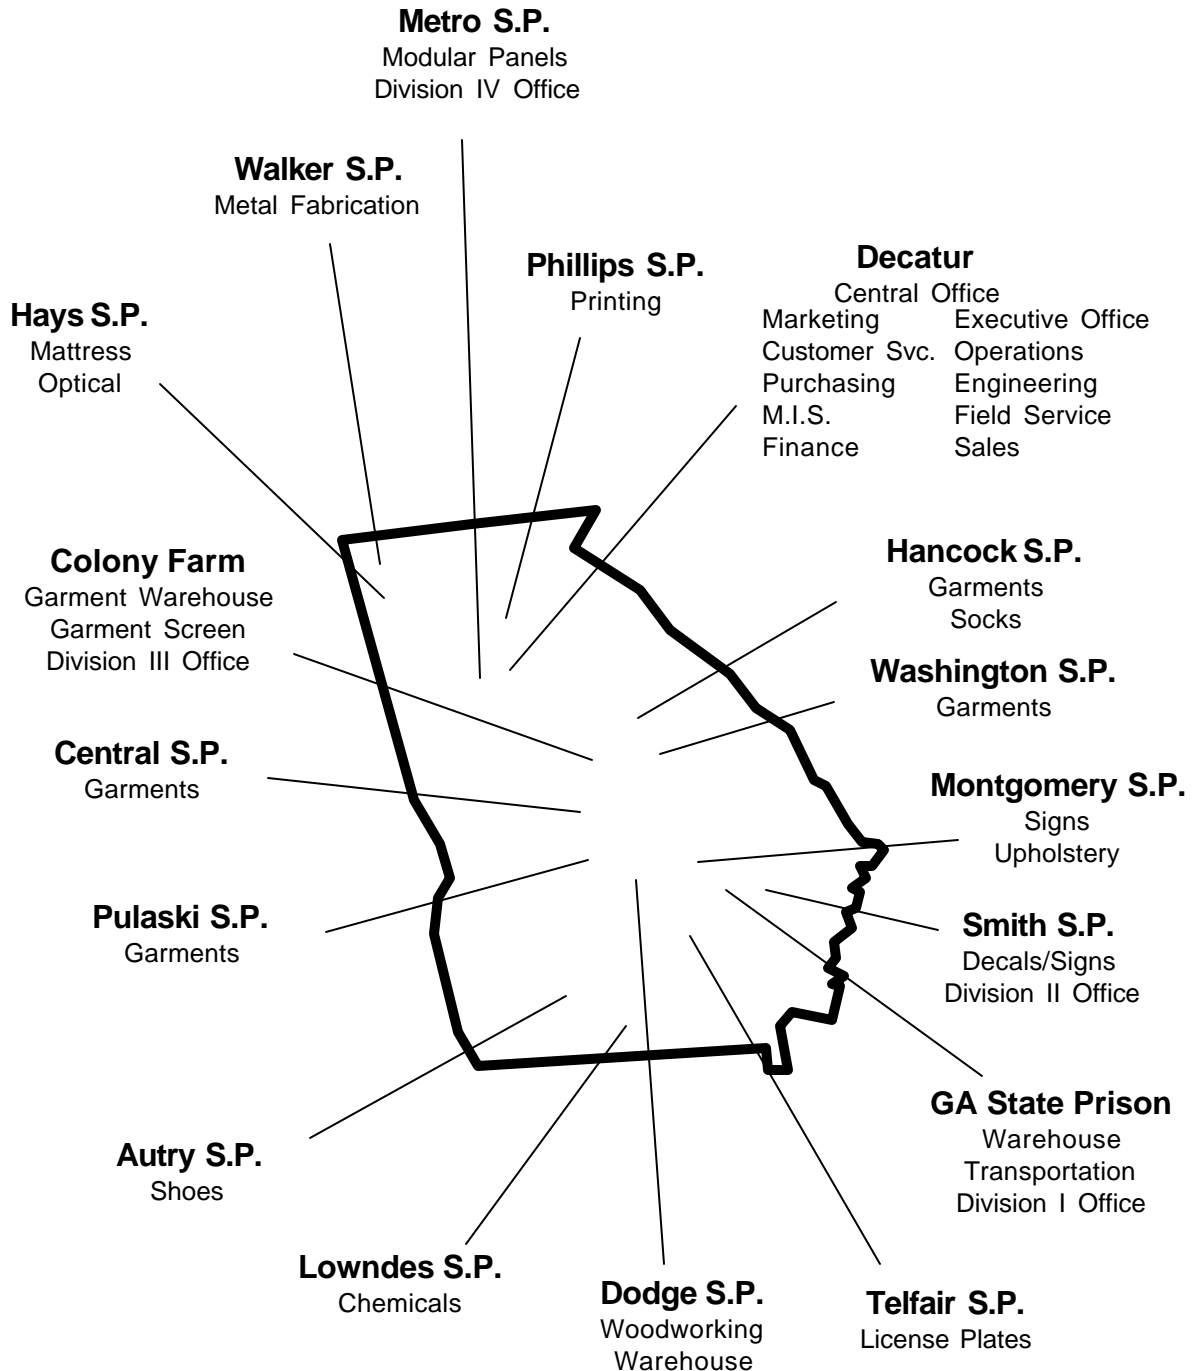 Metro S.P.
Modular Panels
Division IV Office
Walker S.P.
Metal Fabrication
Phillips S.P.
Printing
Decatur
Central Office
Marketing Executive Office
Customer Svc. Operations
Purchasing Engineering
M.I.S. Field Service
Finance Sales
Hays S.P.
Mattress
Optical
Colony Farm
Garment Warehouse
Garment Screen
Division III Office
Hancock S.P.
Garments
Socks
Washington S.P.
Garments
Central S.P.
Garments
Montgomery S.P.
Signs
Upholstery
Pulaski S.P.
Garments
Smith S.P.
Decals/Signs
Division II Office
GA State Prison
Warehouse
Transportation
Division I Office
Autry S.P.
Shoes
Lowndes S.P.
Chemicals
Dodge S.P.
Woodworking
Warehouse
Telfair S.P.
License Plates